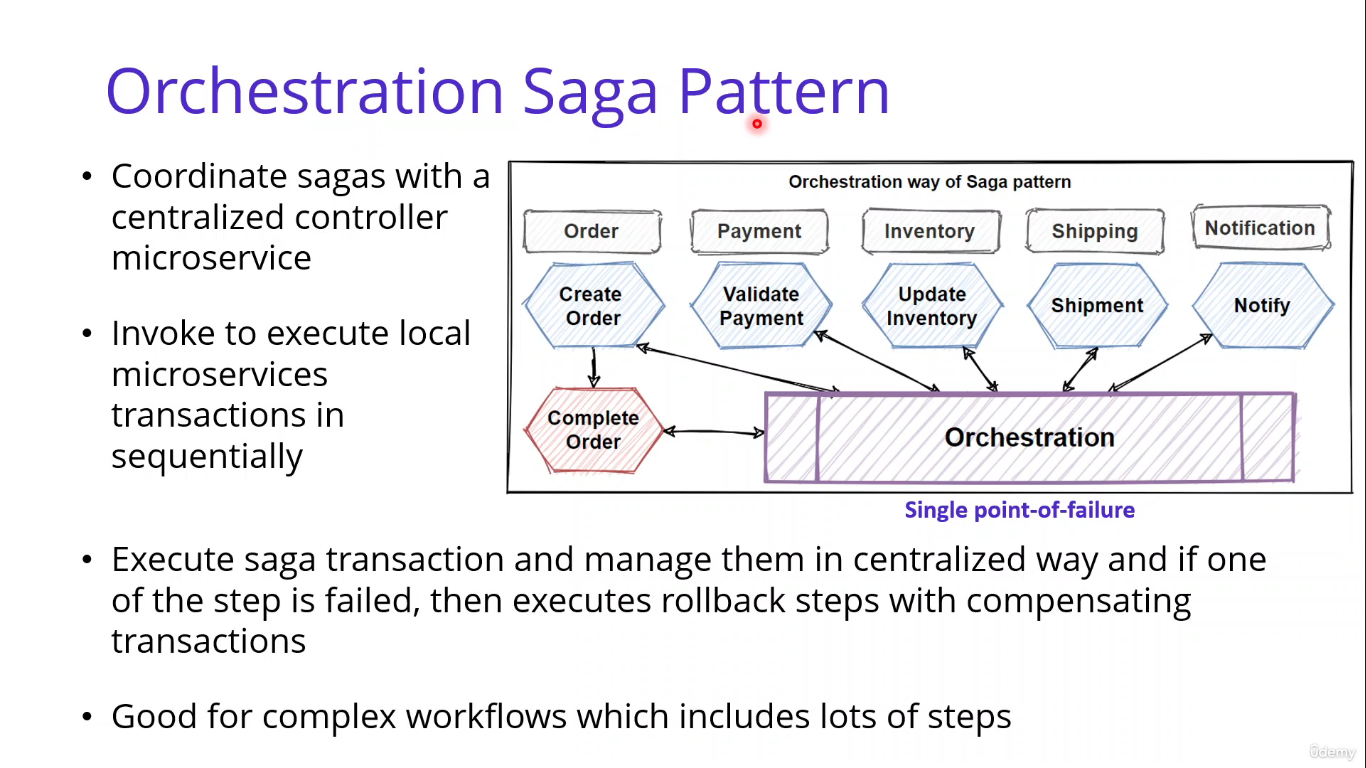 Orchestration Saga Pattern
• Coordinate sagas with a
centralized controller
microservice
• Invoke to execute local
microservices
transactions in
sequentially
Orchestration way of Saga pattern
Order
Payment
Inventory
Shipping
Notification
Create
Order
Validate
Payment
Update
Inventory
Shipment
Notify
Complete
Order
Orchestration
Single point-of-failure
• Execute saga transaction and manage them in centralized way and if one
of the step is failed, then executes rollback steps with compensating
transactions
• Good for complex workflows which includes lots of steps
ûdemy